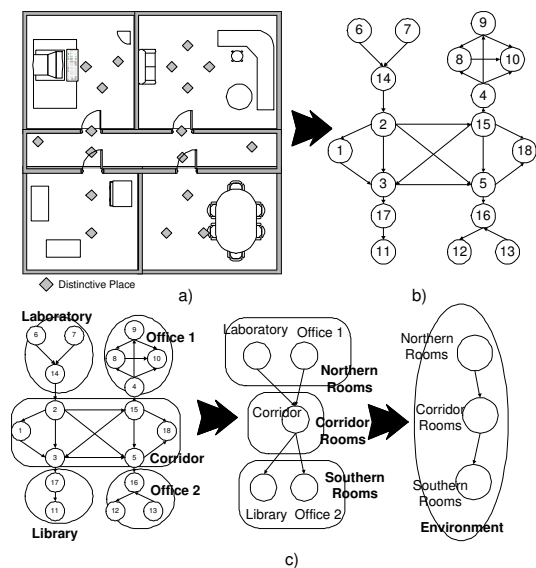 Distinctive Place
a)
6
7
9
8
10
14
4
2
15
1
18
3
5
17
16
11
12
13
b)
Laboratory
6
7
9
Office 1
8
10
14
4
2
15
1
18
3
5
Corridor
17
16
Office 2
11
12
13
Library
Laboratory
Office 1
Northern
Rooms
Corridor
Corridor
Rooms
Southern
Rooms
Library
Office 2
Northern
Rooms
Corridor
Rooms
Southern
Rooms
Environment
c)